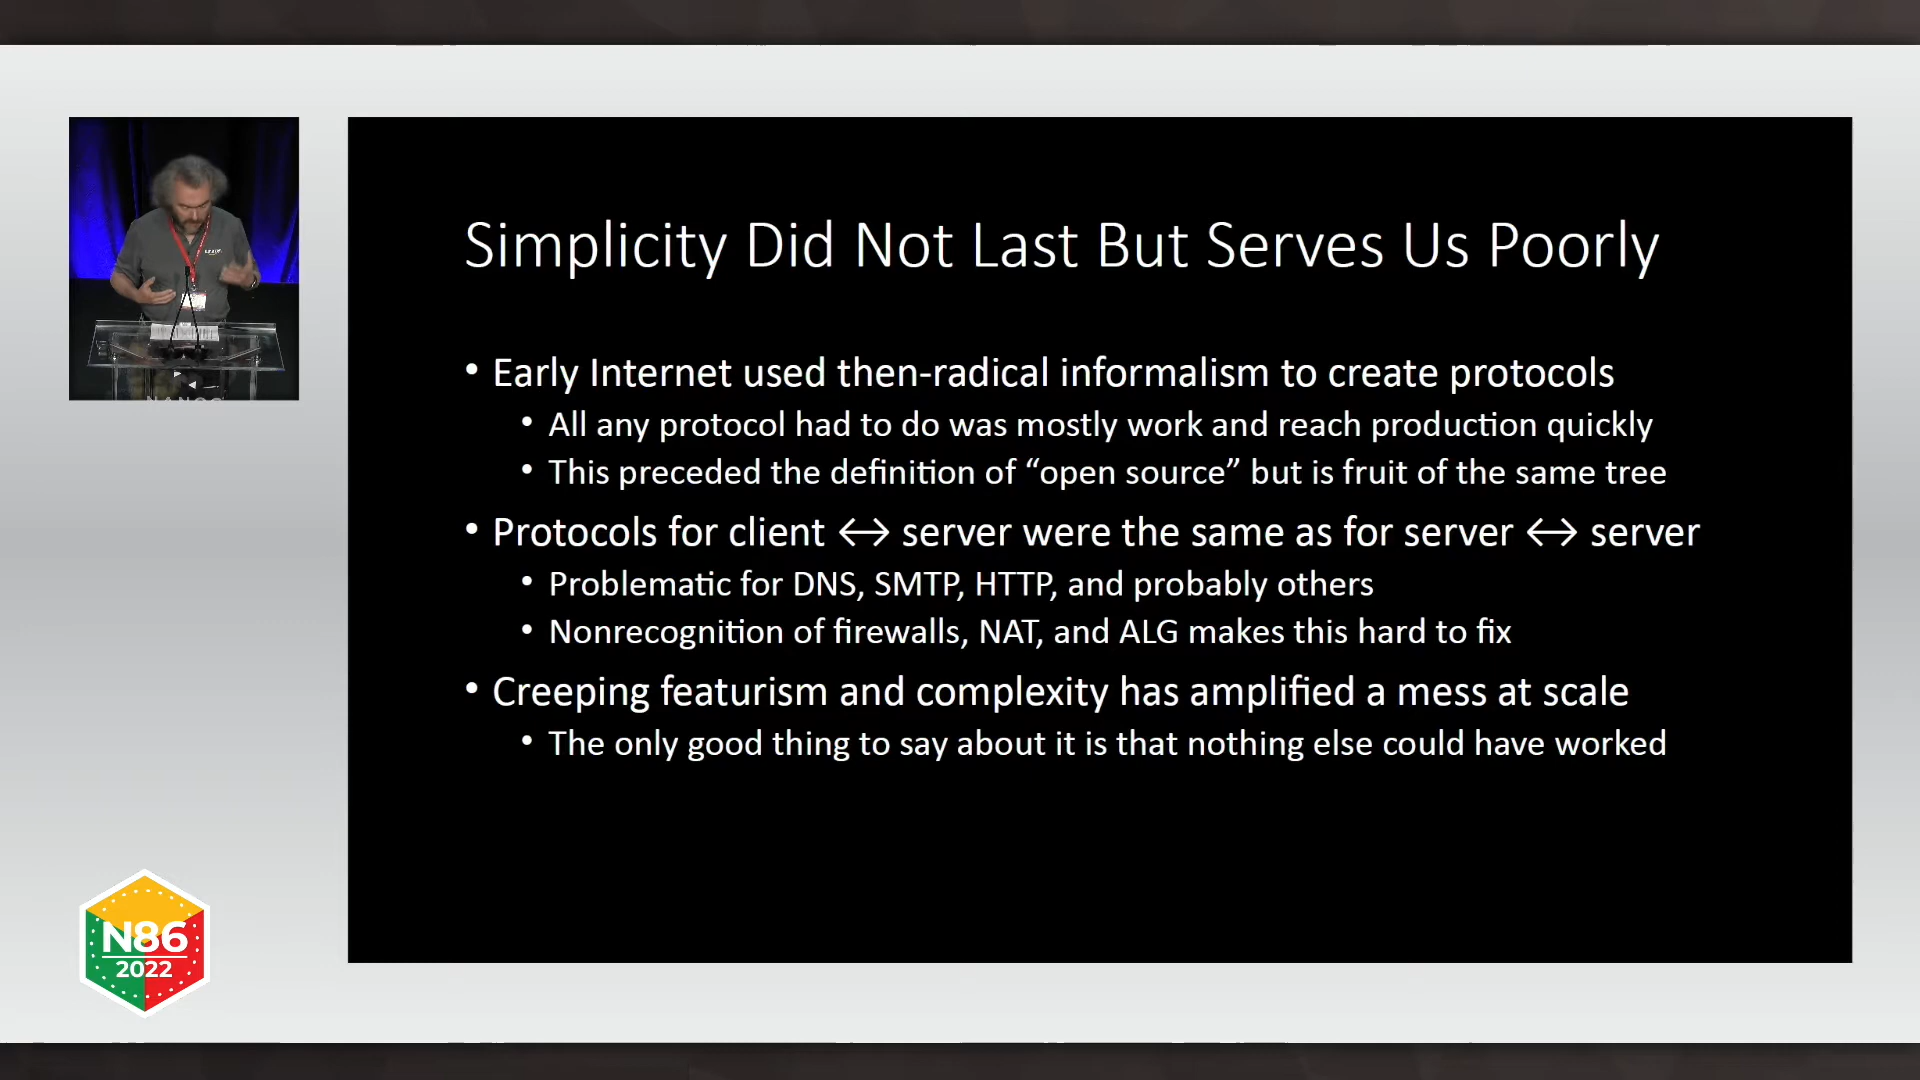 Simplicity Did Not Last But Serves Us Poorly
• Early Internet used then-radical informalism to create protocols
• All any protocol had to do was mostly work and reach production quickly
• This preceded the definition of “open source” but is fruit of the same tree
• Protocols for client ↔ server were the same as for server ↔ server
• Problematic for DNS, SMTP, HTTP, and probably others
• Nonrecognition of firewalls, NAT, and ALG makes this hard to fix
• Creeping featurism and complexity has amplified a mess at scale
• The only good thing to say about it is that nothing else could have worked
N86
2022